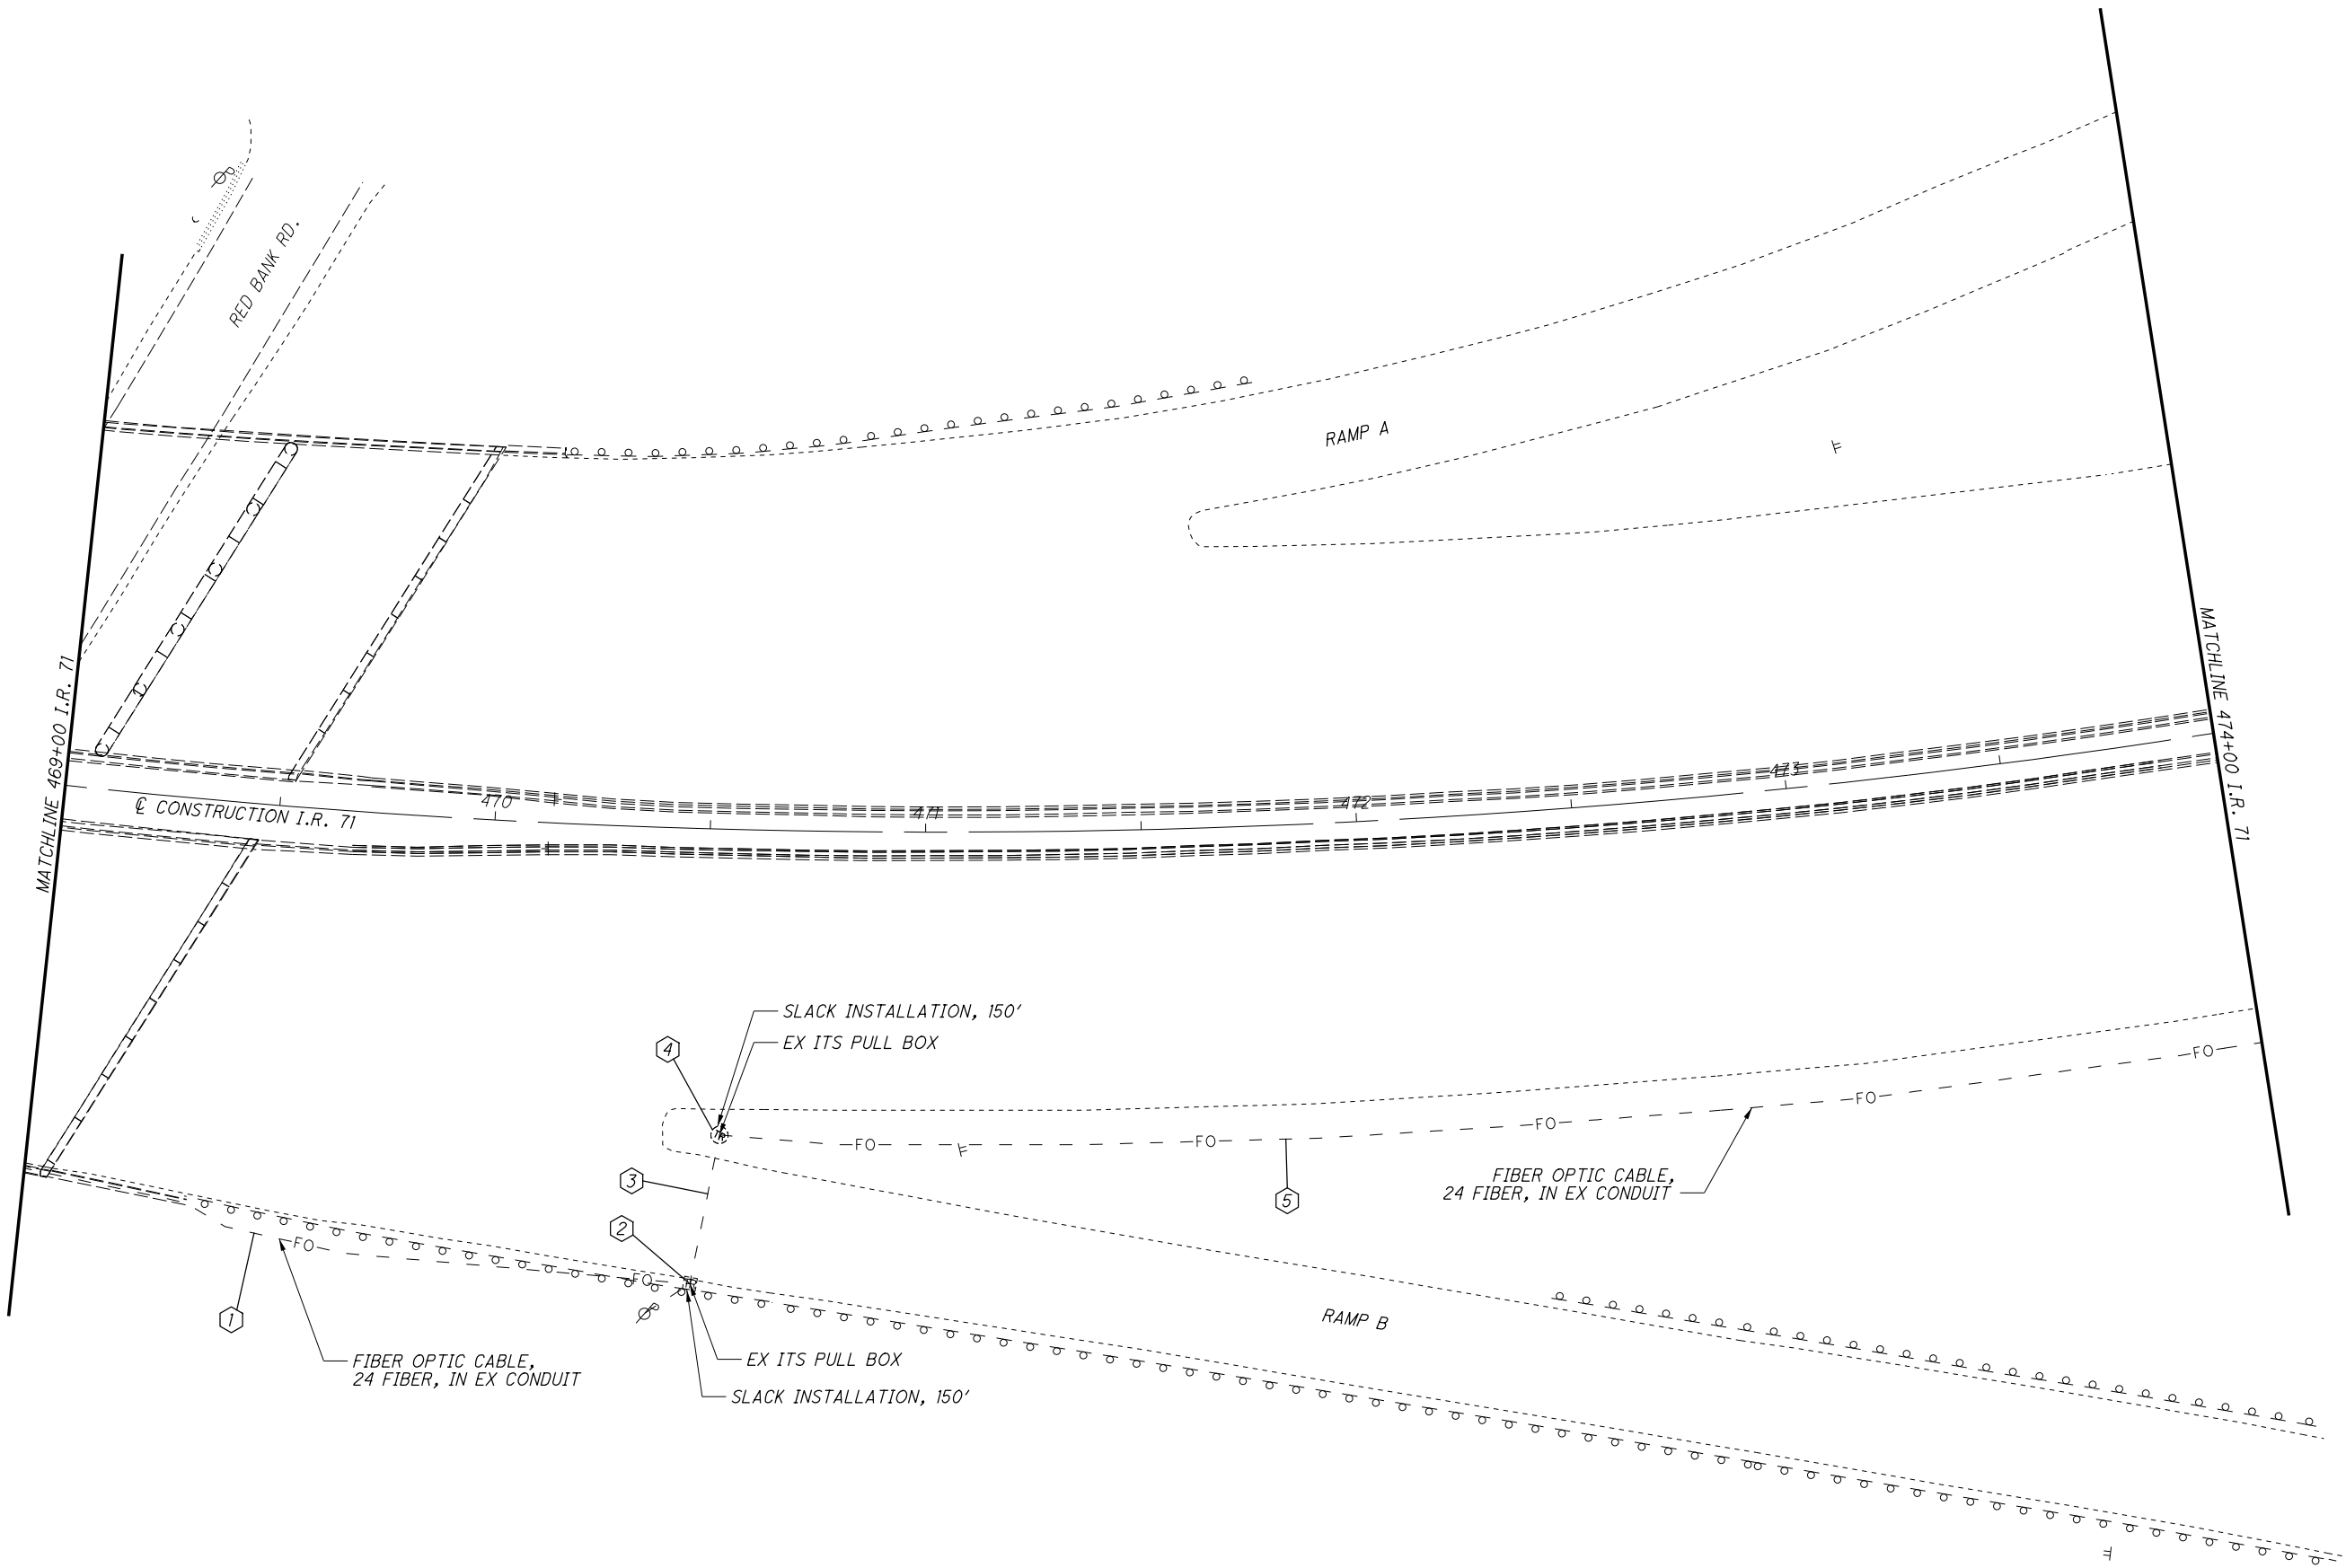 RED BANK RD.
RAMP A
MATCHLINE 469+00 I.R. 71
MATCHLINE 474+00 I.R. 71
℄ CONSTRUCTION I.R. 71
470
471
472
473
SLACK INSTALLATION, 150'
EX ITS PULL BOX
4
FO
FO
FO
FO
FO
3
5
FIBER OPTIC CABLE,
24 FIBER, IN EX CONDUIT
2
FO
FO
1
RAMP B
FIBER OPTIC CABLE,
24 FIBER, IN EX CONDUIT
EX ITS PULL BOX
SLACK INSTALLATION, 150'